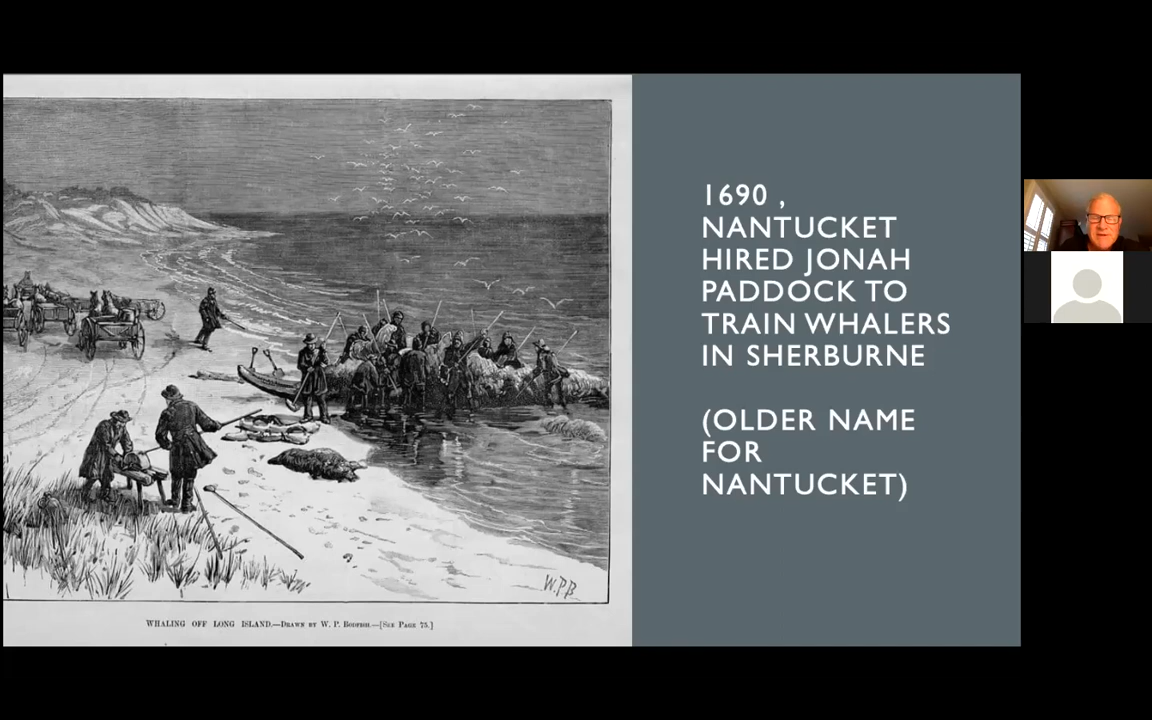 1690 ,
NANTUCKET
HIRED JONAH
PADDOCK TO
TRAIN WHALERS
IN SHERBURNE
(OLDER NAME
FOR
NANTUCKET)
W.P.B
WHALING OFF LONG ISLAND.—Drawn by W. P. Bodfish.—[See Page 75.]